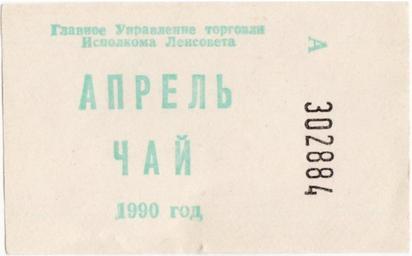 Главное Управление торговли
Исполкома Ленсовета
АПРЕЛЬ
ЧАЙ
1990 год
А
302884